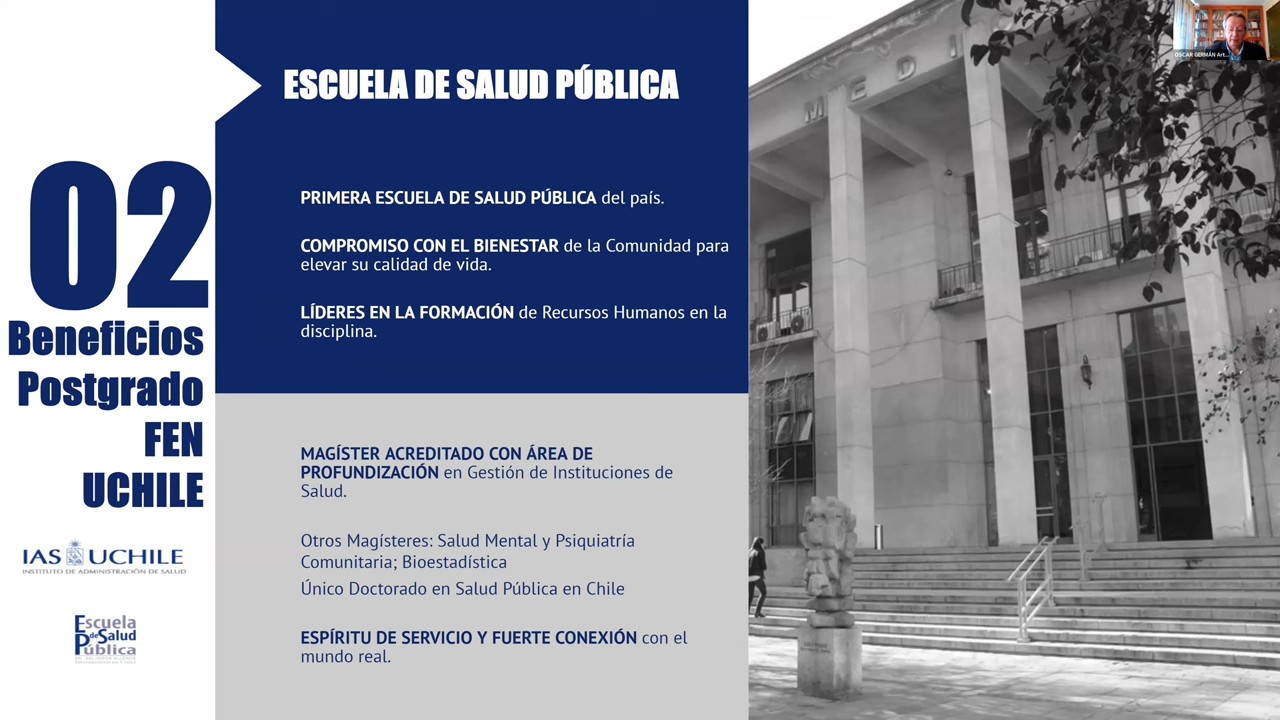 02
Beneficios
Postgrado
FEN
UCHILE
IAS UCHILE
INSTITUTO DE ADMINISTRACIÓN DE SALUD
Escuela
de Salud
Pública
ESCUELA DE SALUD PÚBLICA
PRIMERA ESCUELA DE SALUD PÚBLICA del país.
COMPROMISO CON EL BIENESTAR de la Comunidad para
elevar su calidad de vida.
LÍDERES EN LA FORMACIÓN de Recursos Humanos en la
disciplina.
MAGÍSTER ACREDITADO CON ÁREA DE
PROFUNDIZACIÓN en Gestión de Instituciones de
Salud.
Otros Magísteres: Salud Mental y Psiquiatría
Comunitaria; Bioestadística
Único Doctorado en Salud Pública en Chile
ESPÍRITU DE SERVICIO Y FUERTE CONEXIÓN con el
mundo real.
M E D I
OSCAR GERMÁN Art...